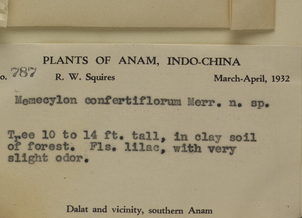 PLANTS OF ANAM, INDO-CHINA
o. 787 R. W. Squires March-April, 1932
Memecylon confertiflorum Merr. n. sp.
Tree 10 to 14 ft. tall, in clay soil
of forest. Fls. lilac, with very
slight odor.
Dalat and vicinity, southern Anam